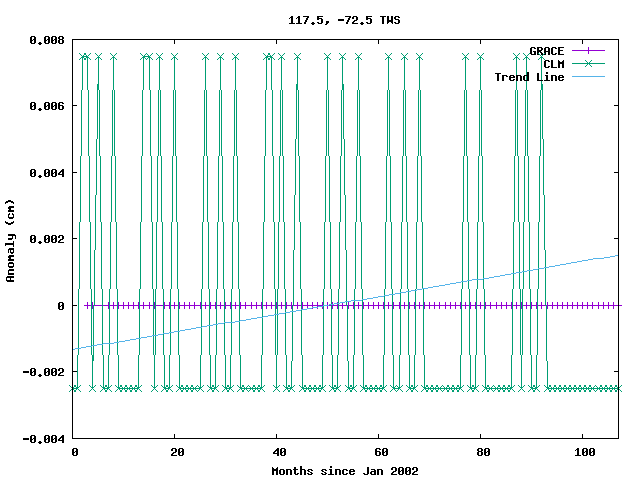 117.5, -72.5 TWS
GRACE
CLM
Trend Line
0.008
0.006
0.004
0.002
0
-0.002
-0.004
Anomaly (cm)
0 20 40 60 80 100
Months since Jan 2002